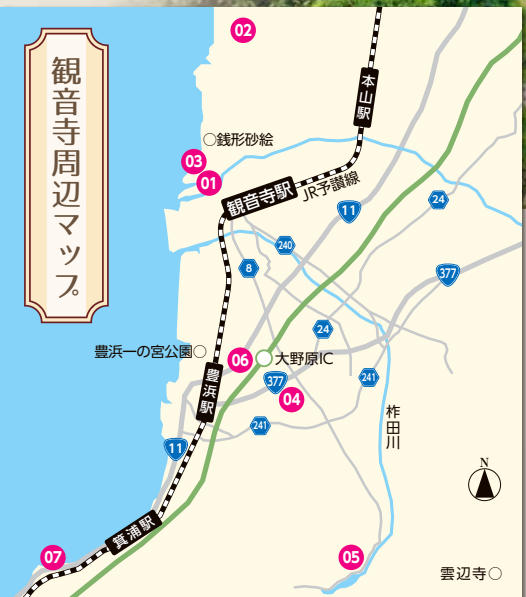 観音寺周辺マップ
02
本山駅
銭形砂絵
03
01
観音寺駅
JR予讃線
11
24
240
8
377
豊浜一の宮公園
06
大野原IC
24
377
04
241
豊浜駅
241
柞田川
11
N
箕浦駅
07
05
雲辺寺